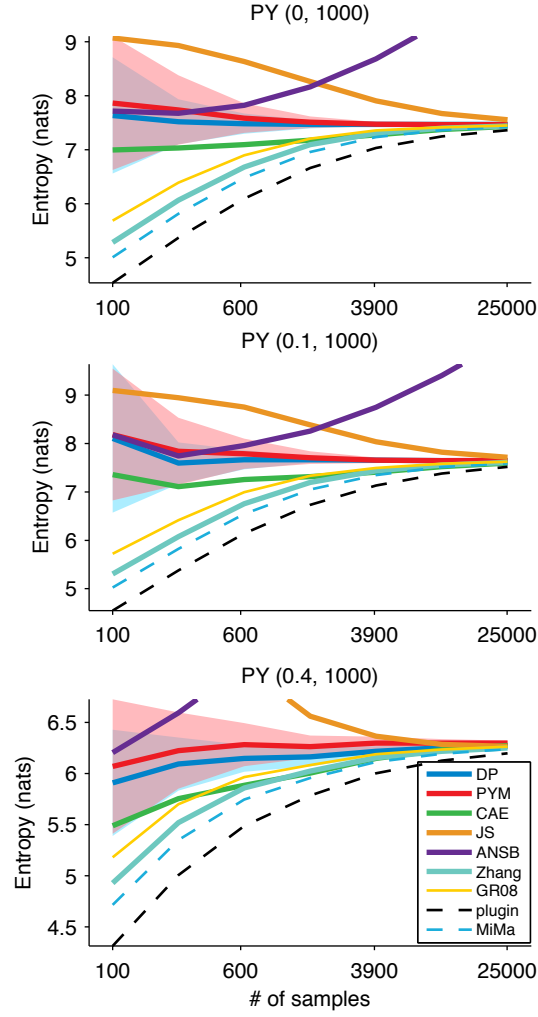 PY (0, 1000)
Entropy (nats)
9
8
7
6
5
100
600
3900
25000
PY (0.1, 1000)
Entropy (nats)
9
8
7
6
5
100
600
3900
25000
PY (0.4, 1000)
Entropy (nats)
6.5
6
5.5
5
4.5
DP
PYM
CAE
JS
ANSB
Zhang
GR08
plugin
MiMa
100
600
3900
25000
# of samples